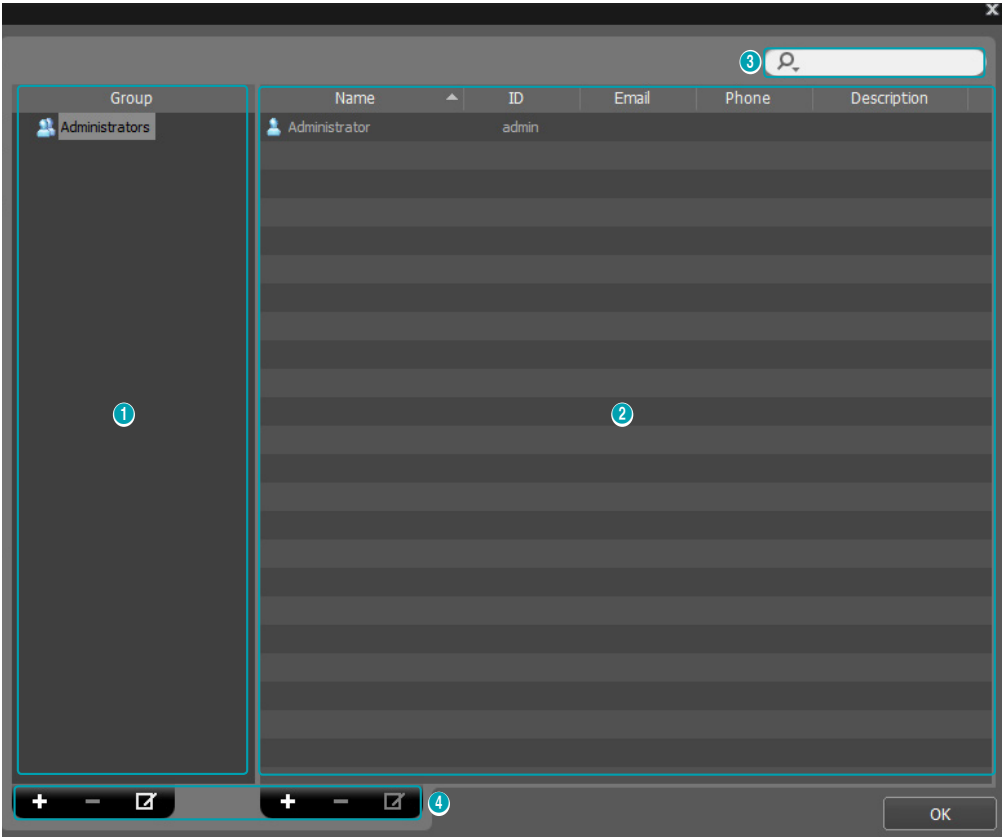 x
3
Group Name ID Email Phone Description
Administrators Administrator admin
1 2
4
OK